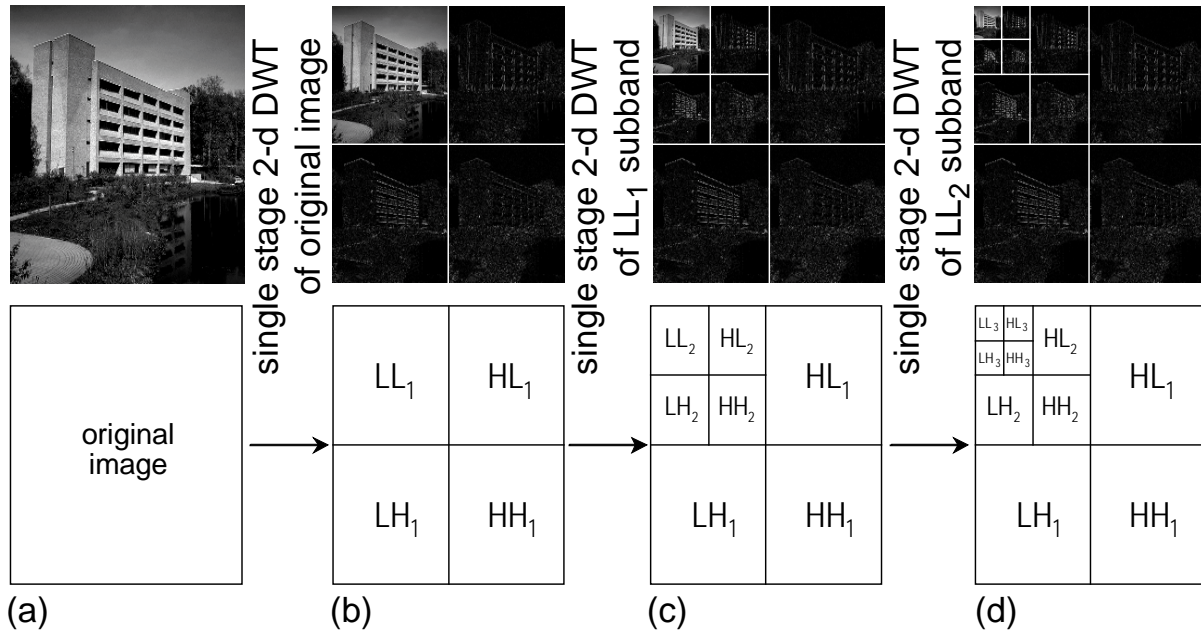 single stage 2-d DWT
of original image
single stage 2-d DWT
of LL₁ subband
single stage 2-d DWT
of LL₂ subband
original
image
LL₁ HL₁
LH₁ HH₁
LL₂ HL₂
LH₂ HH₂
HL₁
LH₁ HH₁
LL₃ HL₃
LH₃ HH₃
HL₂
LH₂ HH₂
HL₁
LH₁ HH₁
(a) (b) (c) (d)